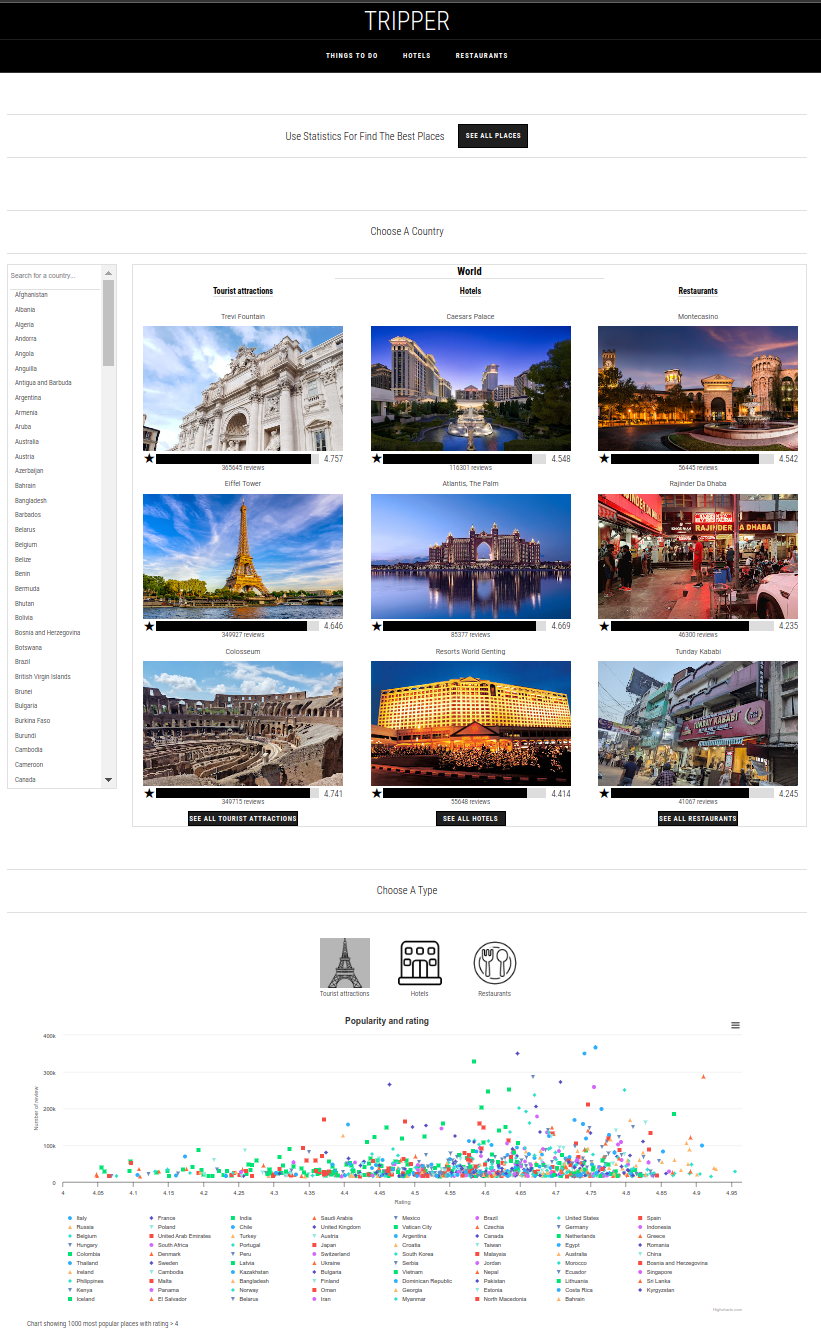 TRIPPER
THINGS TO DO HOTELS RESTAURANTS
Use Statistics For Find The Best Places SEE ALL PLACES
Choose A Country
Search for a country...
Afghanistan
Albania
Algeria
Andorra
Angola
Anguilla
Antigua and Barbuda
Argentina
Armenia
Aruba
Australia
Austria
Azerbaijan
Bahrain
Bangladesh
Barbados
Belarus
Belgium
Belize
Benin
Bermuda
Bhutan
Bolivia
Bosnia and Herzegovina
Botswana
Brazil
British Virgin Islands
Brunei
Bulgaria
Burkina Faso
Burundi
Cambodia
Cameroon
Canada
World
Tourist attractions Hotels Restaurants
Trevi Fountain Caesars Palace Montecasino
4.757 4.548 4.542
365645 reviews 116301 reviews 56445 reviews
Eiffel Tower Atlantis, The Palm Rajinder Da Dhaba
RAJINDER DA DHABA
4.646 4.669 4.235
349927 reviews 85377 reviews 46300 reviews
Colosseum Resorts World Genting Tunday Kababi
TUNDAY KABABI
4.741 4.414 4.245
349715 reviews 55648 reviews 41067 reviews
SEE ALL TOURIST ATTRACTIONS SEE ALL HOTELS SEE ALL RESTAURANTS
Choose A Type
Tourist attractions Hotels Restaurants
Popularity and rating
400k
300k
200k
100k
0
Number of review
4 4.05 4.1 4.15 4.2 4.25 4.3 4.35 4.4 4.45 4.5 4.55 4.6 4.65 4.7 4.75 4.8 4.85 4.9 4.95
Rating
Italy France India Saudi Arabia Mexico Brazil United States Spain
Russia Poland Chile United Kingdom Vatican City Czechia Germany Indonesia
Belgium United Arab Emirates Turkey Austria Argentina Canada Netherlands Greece
Hungary South Africa Portugal Japan Croatia Taiwan Egypt Romania
Colombia Denmark Peru Switzerland South Korea Malaysia Australia China
Thailand Sweden Latvia Ukraine Serbia Jordan Morocco Bosnia and Herzegovina
Ireland Cambodia Kazakhstan Bulgaria Vietnam Nepal Ecuador Singapore
Philippines Malta Bangladesh Finland Dominican Republic Pakistan Lithuania Sri Lanka
Kenya Panama Norway Oman Georgia Estonia Costa Rica Kyrgyzstan
Iceland El Salvador Belarus Iran Myanmar North Macedonia Bahrain
Highcharts.com
Chart showing 1000 most popular places with rating > 4